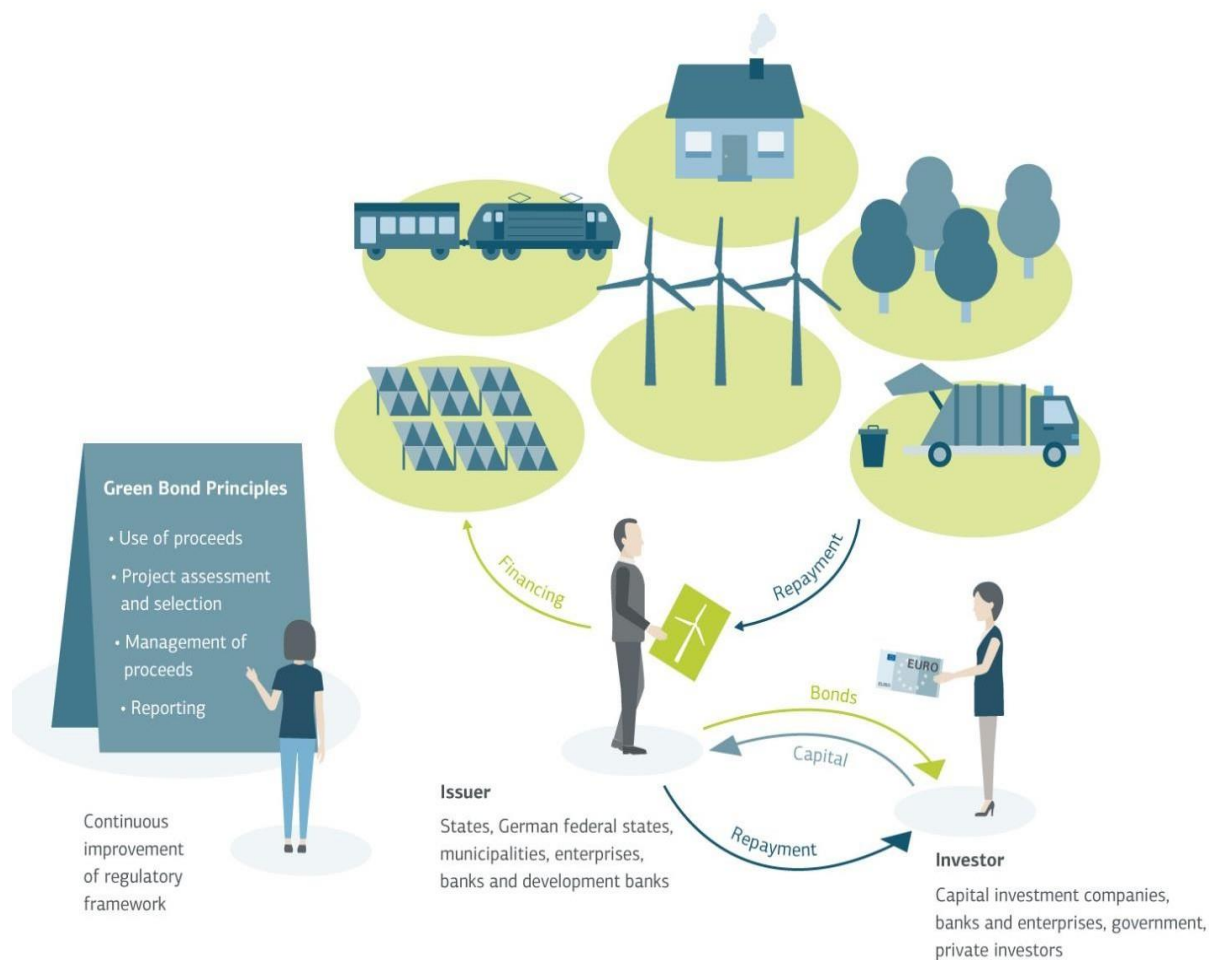 Green Bond Principles
• Use of proceeds
• Project assessment
and selection
• Management of
proceeds
• Reporting
Continuous
improvement
of regulatory
framework
Financing
Repayment
EURO
EURO
Bonds
Capital
Repayment
Issuer
States, German federal states,
municipalities, enterprises,
banks and development banks
Investor
Capital investment companies,
banks and enterprises, government,
private investors